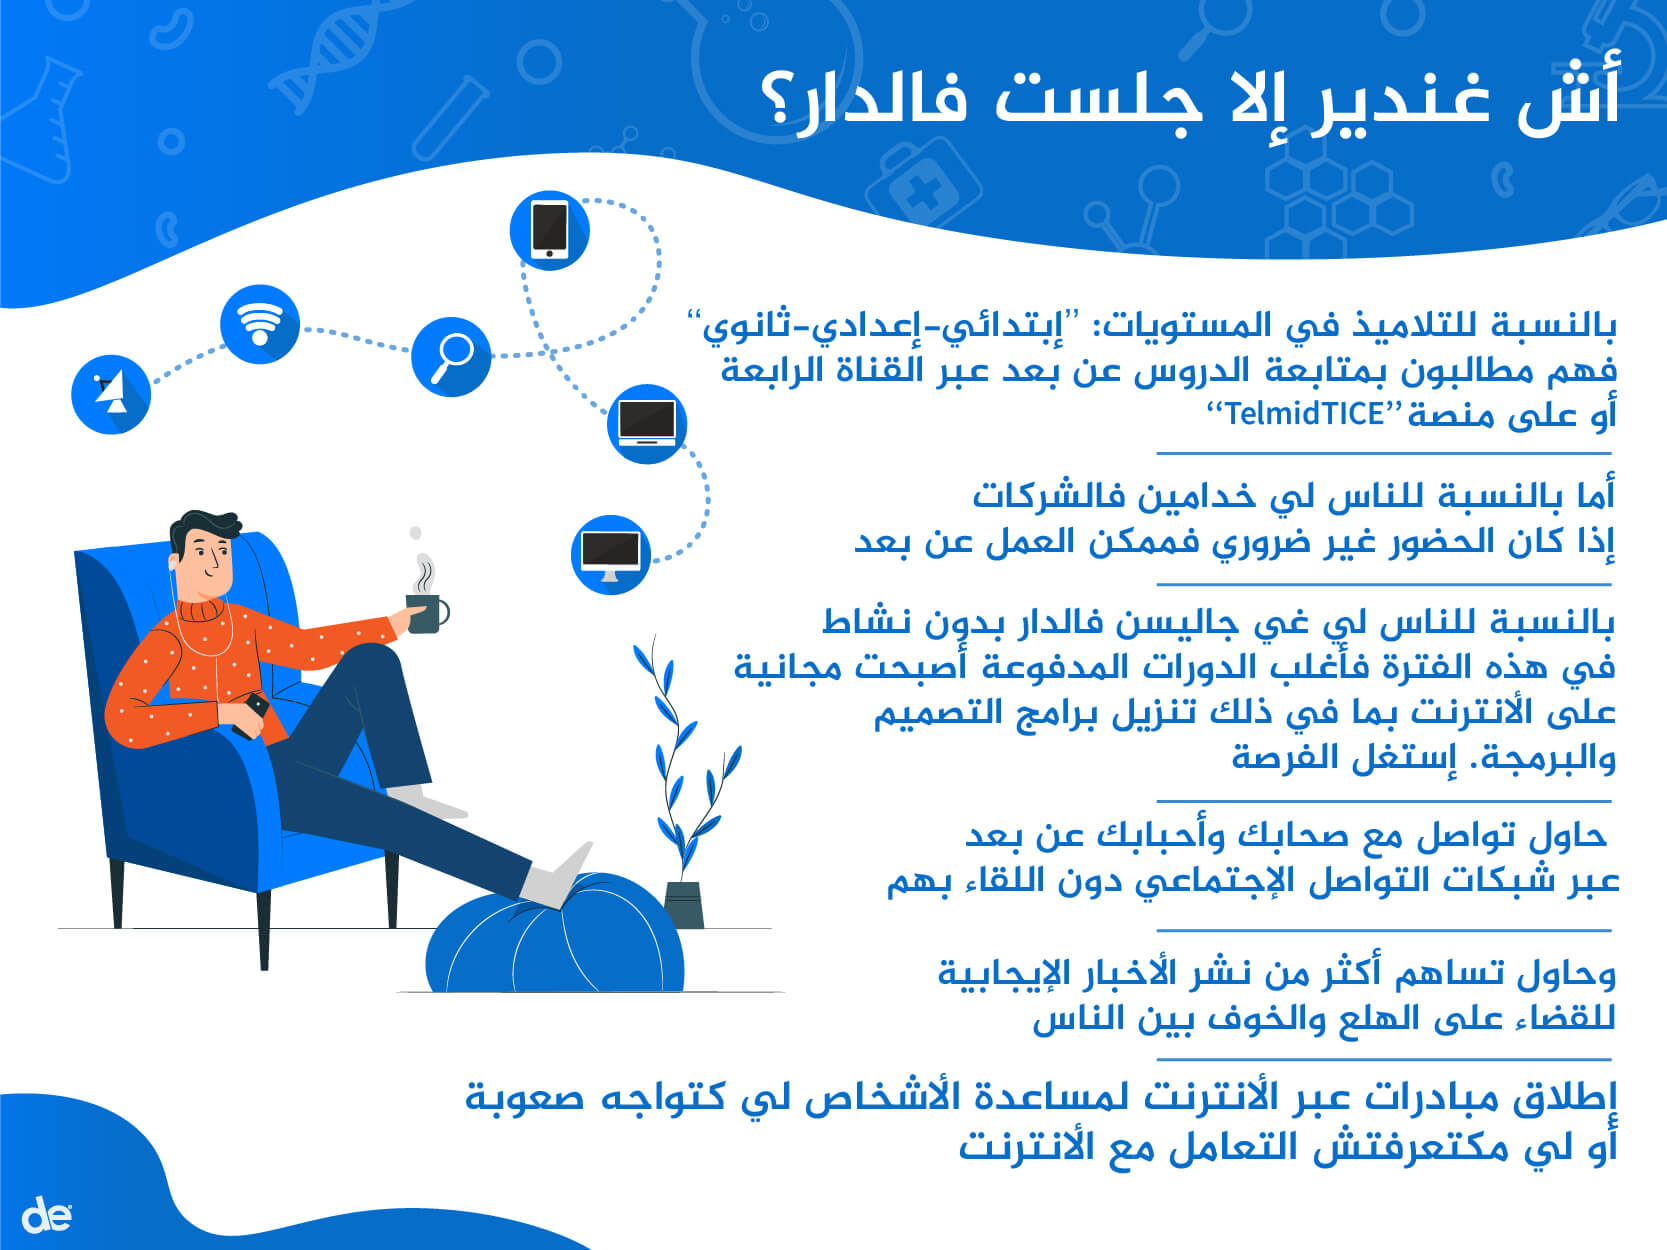 أش غندير إلا جلست فالدار؟
بالنسبة للتلاميذ في المستويات: ”إبتدائي-إعدادي-ثانوي“
فهم مطالبون بمتابعة الدروس عن بعد عبر القناة الرابعة
أو على منصة ”TelmidTICE“
أما بالنسبة للناس لي خدامين فالشركات
إذا كان الحضور غير ضروري فممكن العمل عن بعد
بالنسبة للناس لي غي جاليسن فالدار بدون نشاط
في هذه الفترة فأغلب الدورات المدفوعة أصبحت مجانية
على الأنترنت بما في ذلك تنزيل برامج التصميم
والبرمجة. إستغل الفرصة
حاول تواصل مع صحابك وأحبابك عن بعد
عبر شبكات التواصل الإجتماعي دون اللقاء بهم
وحاول تساهم أكثر من نشر الأخبار الإيجابية
للقضاء على الهلع والخوف بين الناس
إطلاق مبادرات عبر الأنترنت لمساعدة الأشخاص لي كتواجه صعوبة
أو لي مكتعرفتش التعامل مع الأنترنت
de